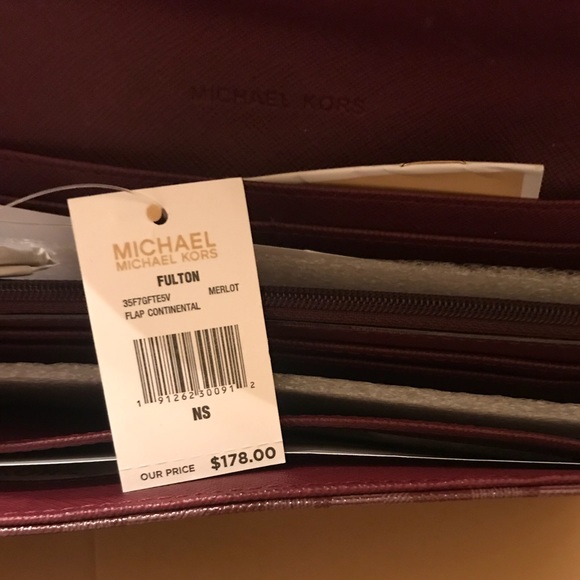 MICHAEL KORS
MICHAEL
MICHAEL KORS
FULTON
35F7GFTE5V MERLOT
FLAP CONTINENTAL
1 91262 30091 2
NS
OUR PRICE $178.00